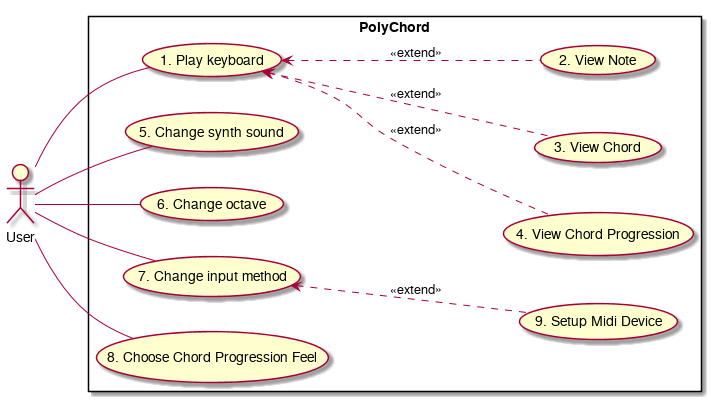 PolyChord
1. Play keyboard
«extend»
2. View Note
«extend»
5. Change synth sound
«extend»
3. View Chord
6. Change octave
User
4. View Chord Progression
7. Change input method
«extend»
9. Setup Midi Device
8. Choose Chord Progression Feel